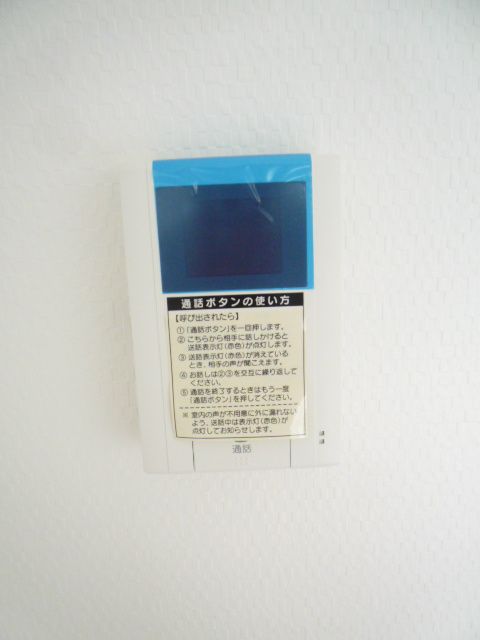 通話ボタンの使い方
【呼び出されたら】
①「通話ボタン」を一回押します。
②こちらから相手に話しかけると
送話表示灯(赤色)が点灯します。
③送話表示灯(赤色)が消えている
とき、相手の声が聞こえます。
④お話しは②③を交互に繰り返して
ください。
⑤通話を終了するときはもう一度
「通話ボタン」を押してください。
※室内の声が不用意に外に漏れない
よう、送話中は表示灯(赤色)が
点灯してお知らせします。
通話